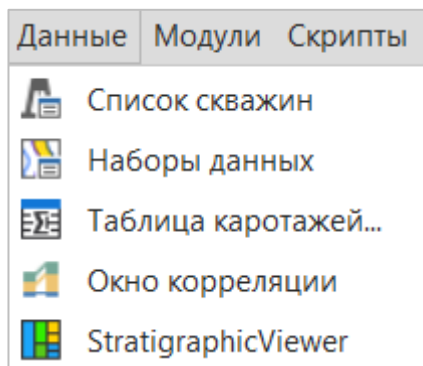 Данные Модули Скрипты
Список скважин
Наборы данных
Таблица каротажей...
Окно корреляции
StratigraphicViewer